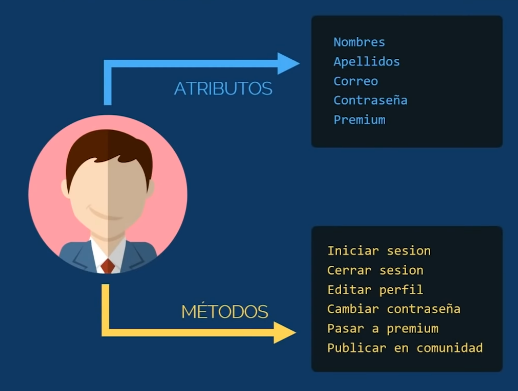 ATRIBUTOS
Nombres
Apellidos
Correo
Contraseña
Premium
MÉTODOS
Iniciar sesion
Cerrar sesion
Editar perfil
Cambiar contraseña
Pasar a premium
Publicar en comunidad